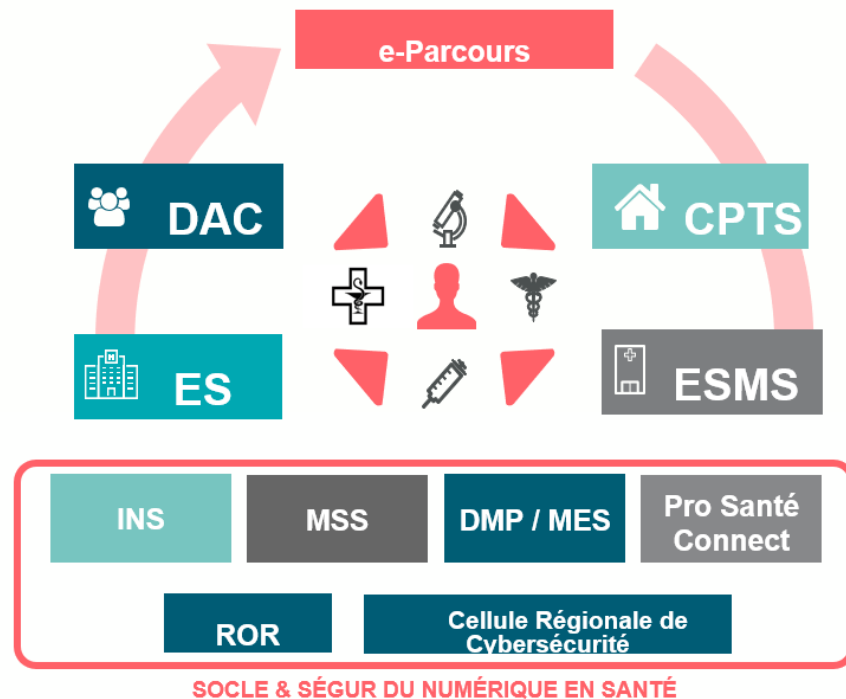 e-Parcours
DAC
CPTS
ES
ESMS
INS
MSS
DMP / MES
Pro Santé
Connect
ROR
Cellule Régionale de
Cybersécurité
SOCLE & SÉGUR DU NUMÉRIQUE EN SANTÉ